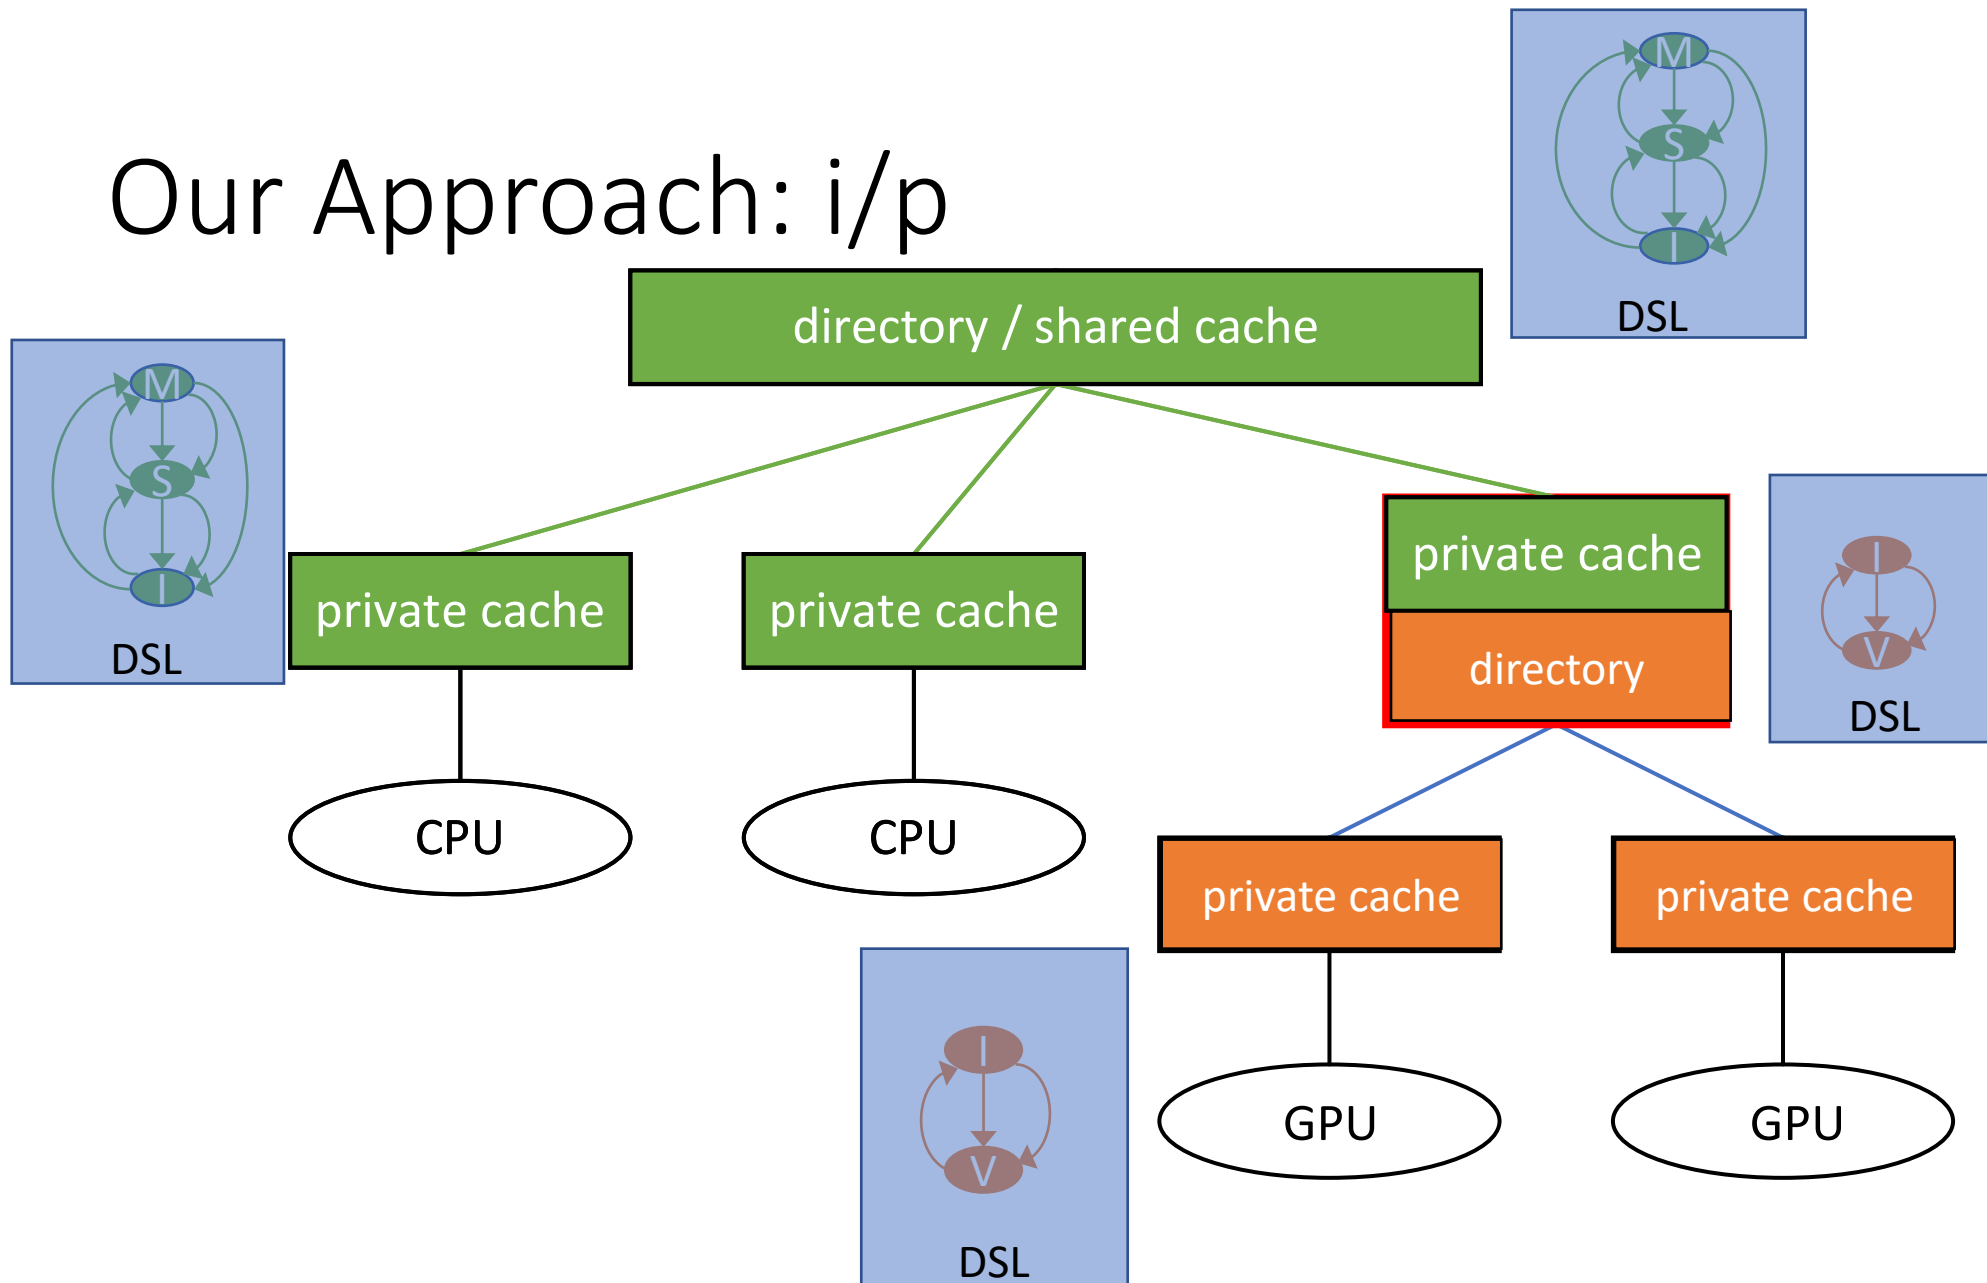 Our Approach: i/p
M
S
I
DSL
directory / shared cache
M
S
I
DSL
private cache
private cache
private cache
directory
I
V
DSL
CPU
CPU
private cache
private cache
I
V
DSL
GPU
GPU